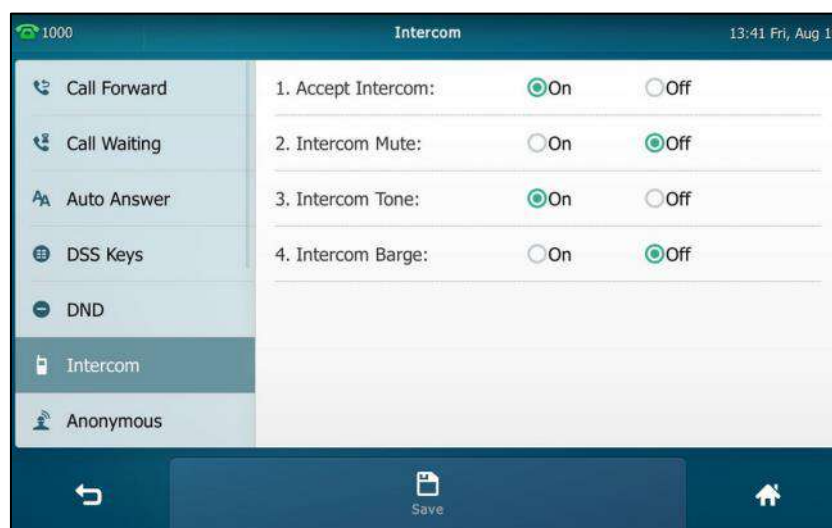 1000 Intercom 13:41 Fri, Aug 1
Call Forward
Call Waiting
Auto Answer
DSS Keys
DND
Intercom
Anonymous
1. Accept Intercom: On Off
2. Intercom Mute: On Off
3. Intercom Tone: On Off
4. Intercom Barge: On Off
Save